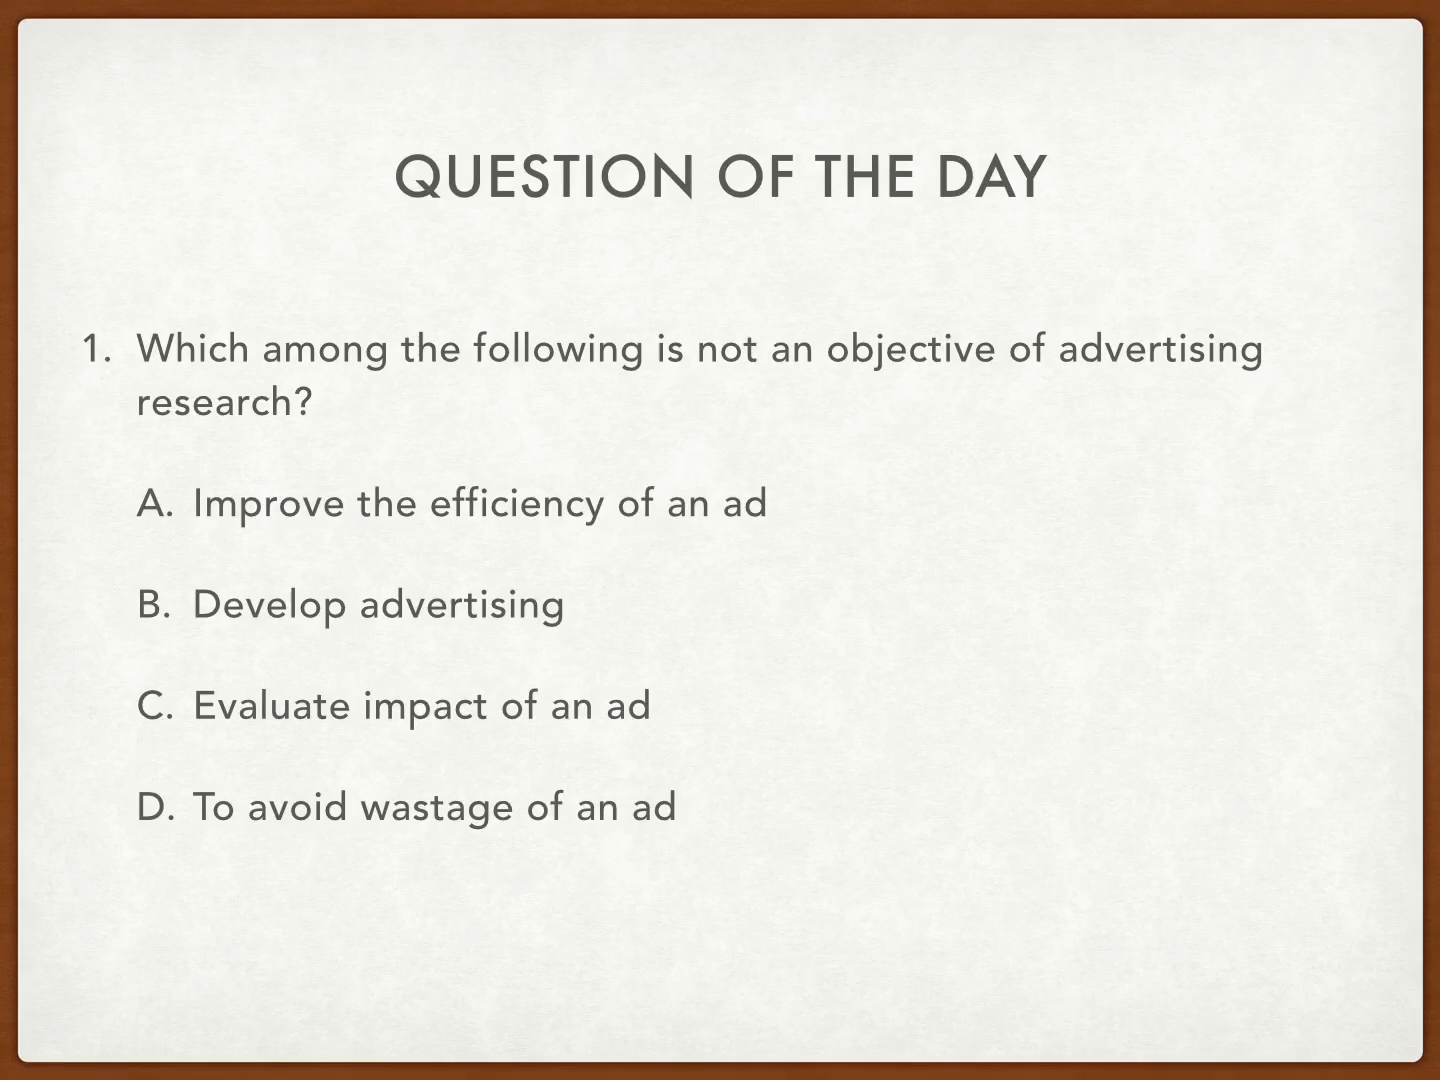 QUESTION OF THE DAY
1. Which among the following is not an objective of advertising
research?
A. Improve the efficiency of an ad
B. Develop advertising
C. Evaluate impact of an ad
D. To avoid wastage of an ad